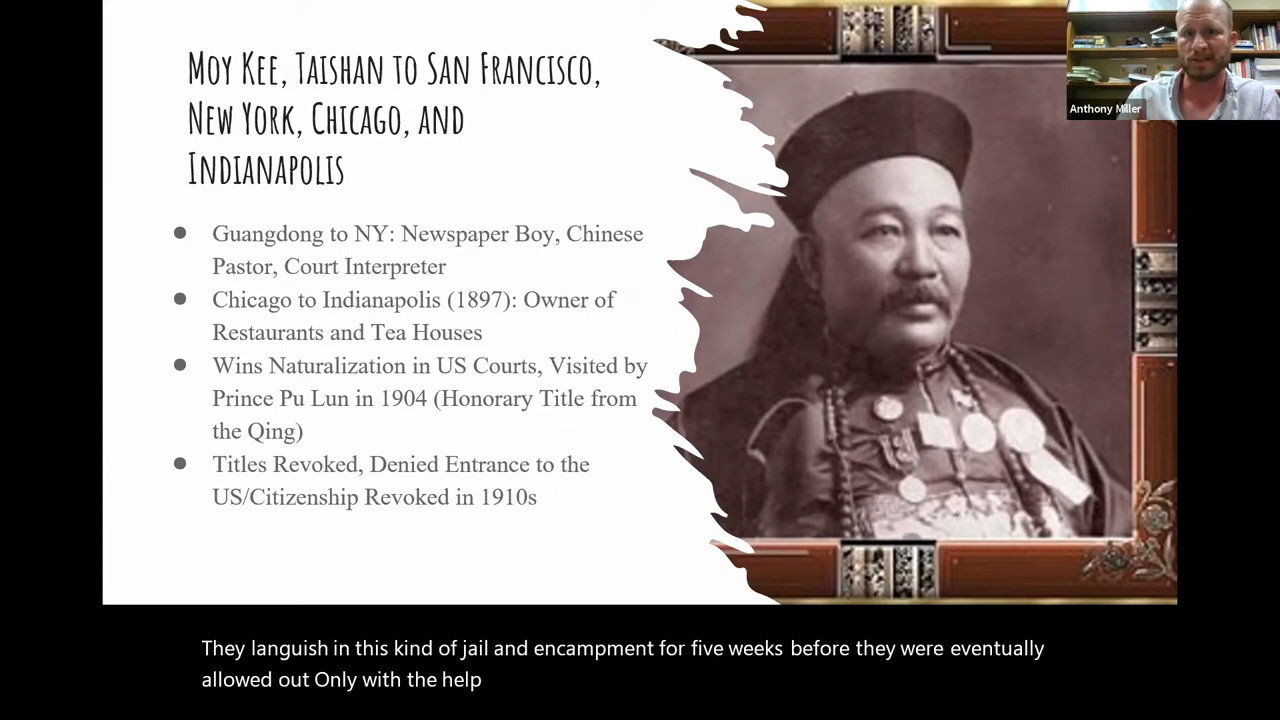 Moy Kee, Taishan to San Francisco,
New York, Chicago, and
Indianapolis
Anthony Miller
● Guangdong to NY: Newspaper Boy, Chinese
Pastor, Court Interpreter
● Chicago to Indianapolis (1897): Owner of
Restaurants and Tea Houses
● Wins Naturalization in US Courts, Visited by
Prince Pu Lun in 1904 (Honorary Title from
the Qing)
● Titles Revoked, Denied Entrance to the
US/Citizenship Revoked in 1910s
They languish in this kind of jail and encampment for five weeks before they were eventually
allowed out Only with the help